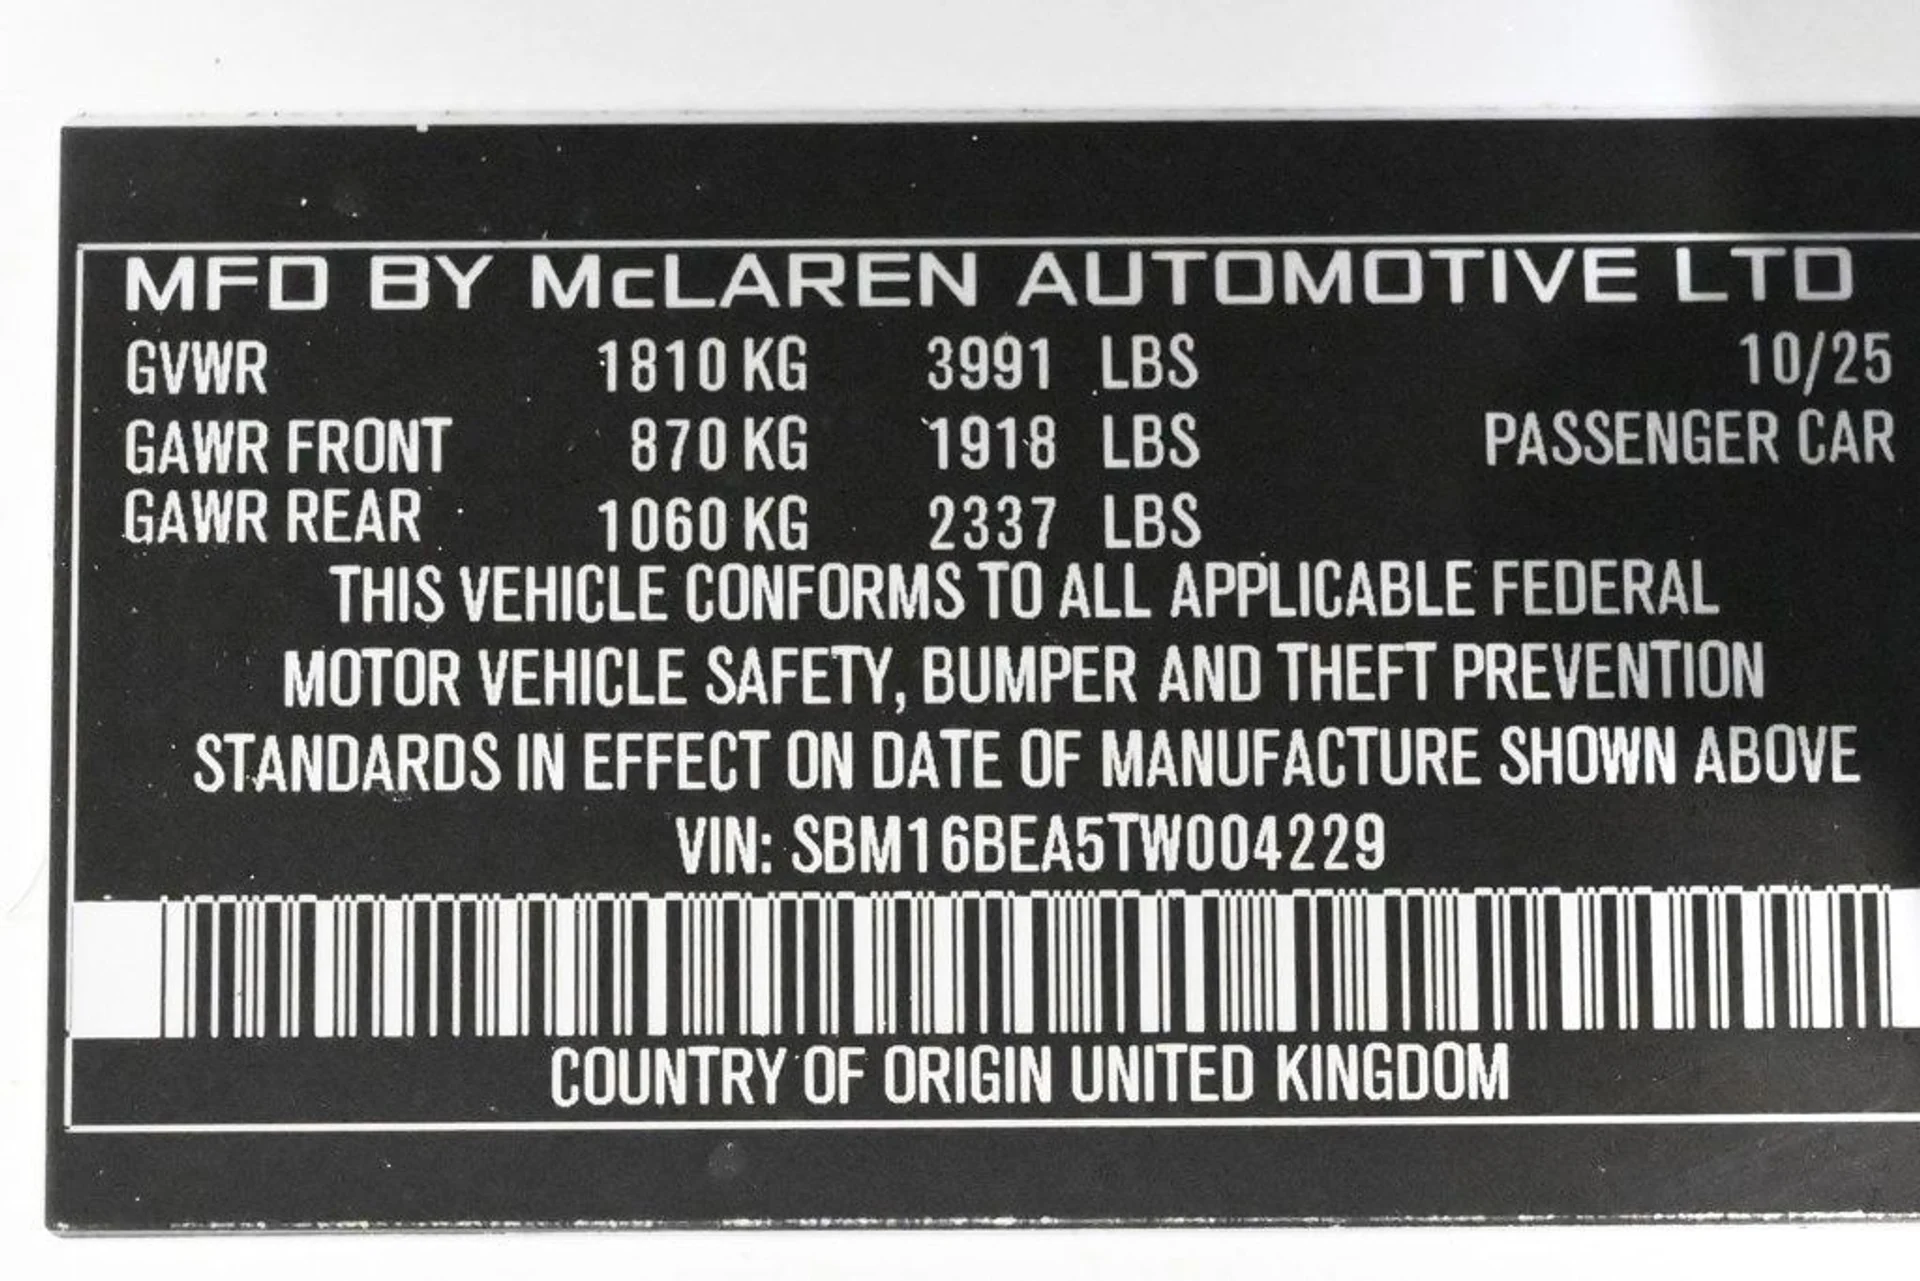 MFD BY McLAREN AUTOMOTIVE LTD
GVWR 1810 KG 3991 LBS 10/25
GAWR FRONT 870 KG 1918 LBS PASSENGER CAR
GAWR REAR 1060 KG 2337 LBS
THIS VEHICLE CONFORMS TO ALL APPLICABLE FEDERAL
MOTOR VEHICLE SAFETY, BUMPER AND THEFT PREVENTION
STANDARDS IN EFFECT ON DATE OF MANUFACTURE SHOWN ABOVE
VIN: SBM16BEA5TW004229
COUNTRY OF ORIGIN UNITED KINGDOM